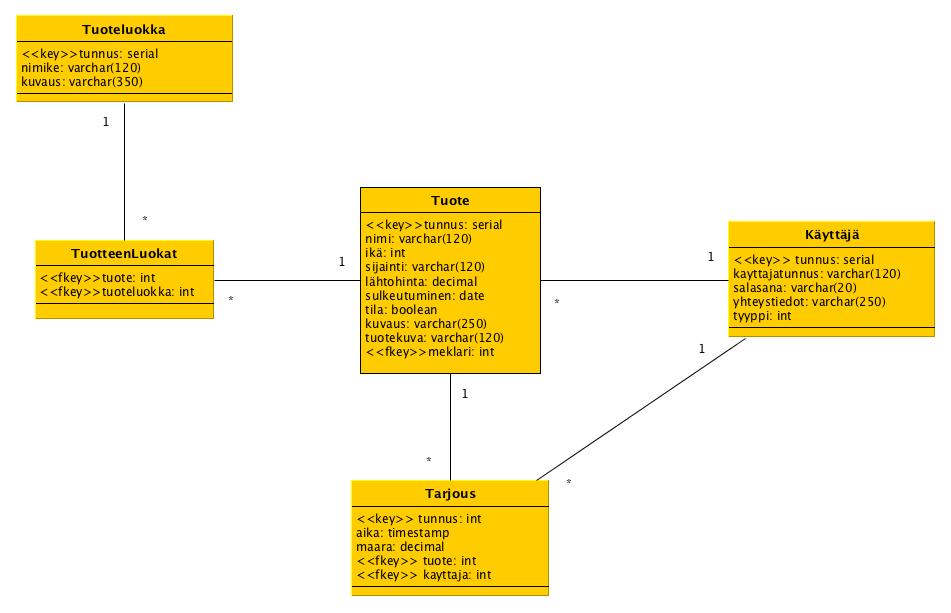 Tuoteluokka
<<key>>tunnus: serial
nimike: varchar(120)
kuvaus: varchar(350)
1
*
TuotteenLuokat
<<fkey>>tuote: int
<<fkey>>tuoteluokka: int
*
1
Tuote
<<key>>tunnus: serial
nimi: varchar(120)
ikä: int
sijainti: varchar(120)
lähtohinta: decimal
sulkeutuminen: date
tila: boolean
kuvaus: varchar(250)
tuotekuva: varchar(120)
<<fkey>>meklari: int
*
1
Käyttäjä
<<key>> tunnus: serial
kayttajatunnus: varchar(120)
salasana: varchar(20)
yhteystiedot: varchar(250)
tyyppi: int
1
1
*
*
Tarjous
<<key>> tunnus: int
aika: timestamp
maara: decimal
<<fkey>> tuote: int
<<fkey>> kayttaja: int